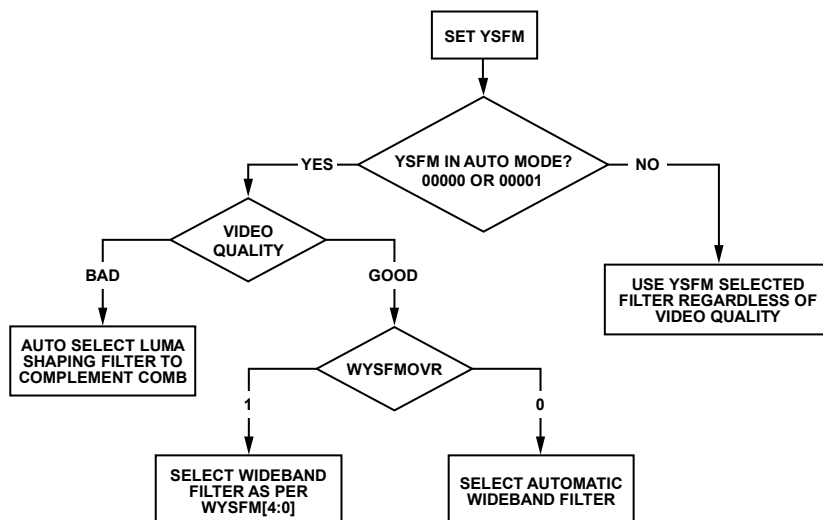 SET YSFM
YSFM IN AUTO MODE?
00000 OR 00001
YES
NO
VIDEO
QUALITY
BAD
GOOD
USE YSFM SELECTED
FILTER REGARDLESS OF
VIDEO QUALITY
AUTO SELECT LUMA
SHAPING FILTER TO
COMPLEMENT COMB
WYSFMOVR
1
0
SELECT WIDEBAND
FILTER AS PER
WYSFM[4:0]
SELECT AUTOMATIC
WIDEBAND FILTER